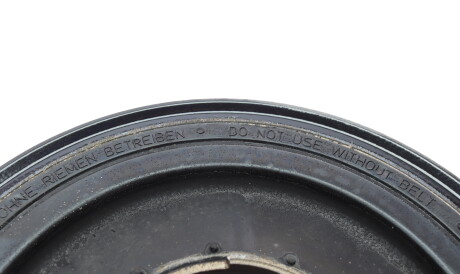 OHNE RIEMEN BETREIBEN ° DO NOT USE WITHOUT BELT